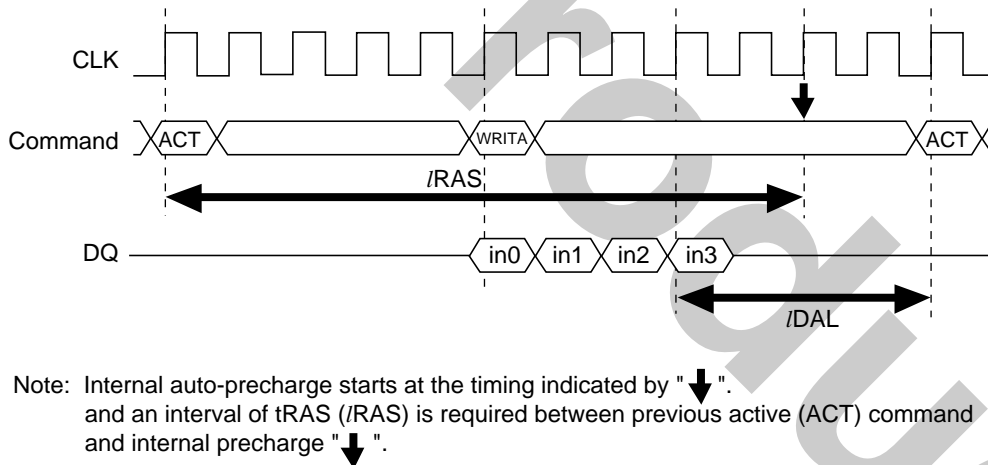 CLK
Command ACT WRITA ACT
lRAS
DQ in0 in1 in2 in3
lDAL
Note: Internal auto-precharge starts at the timing indicated by " ".
and an interval of tRAS (lRAS) is required between previous active (ACT) command
and internal precharge " ".